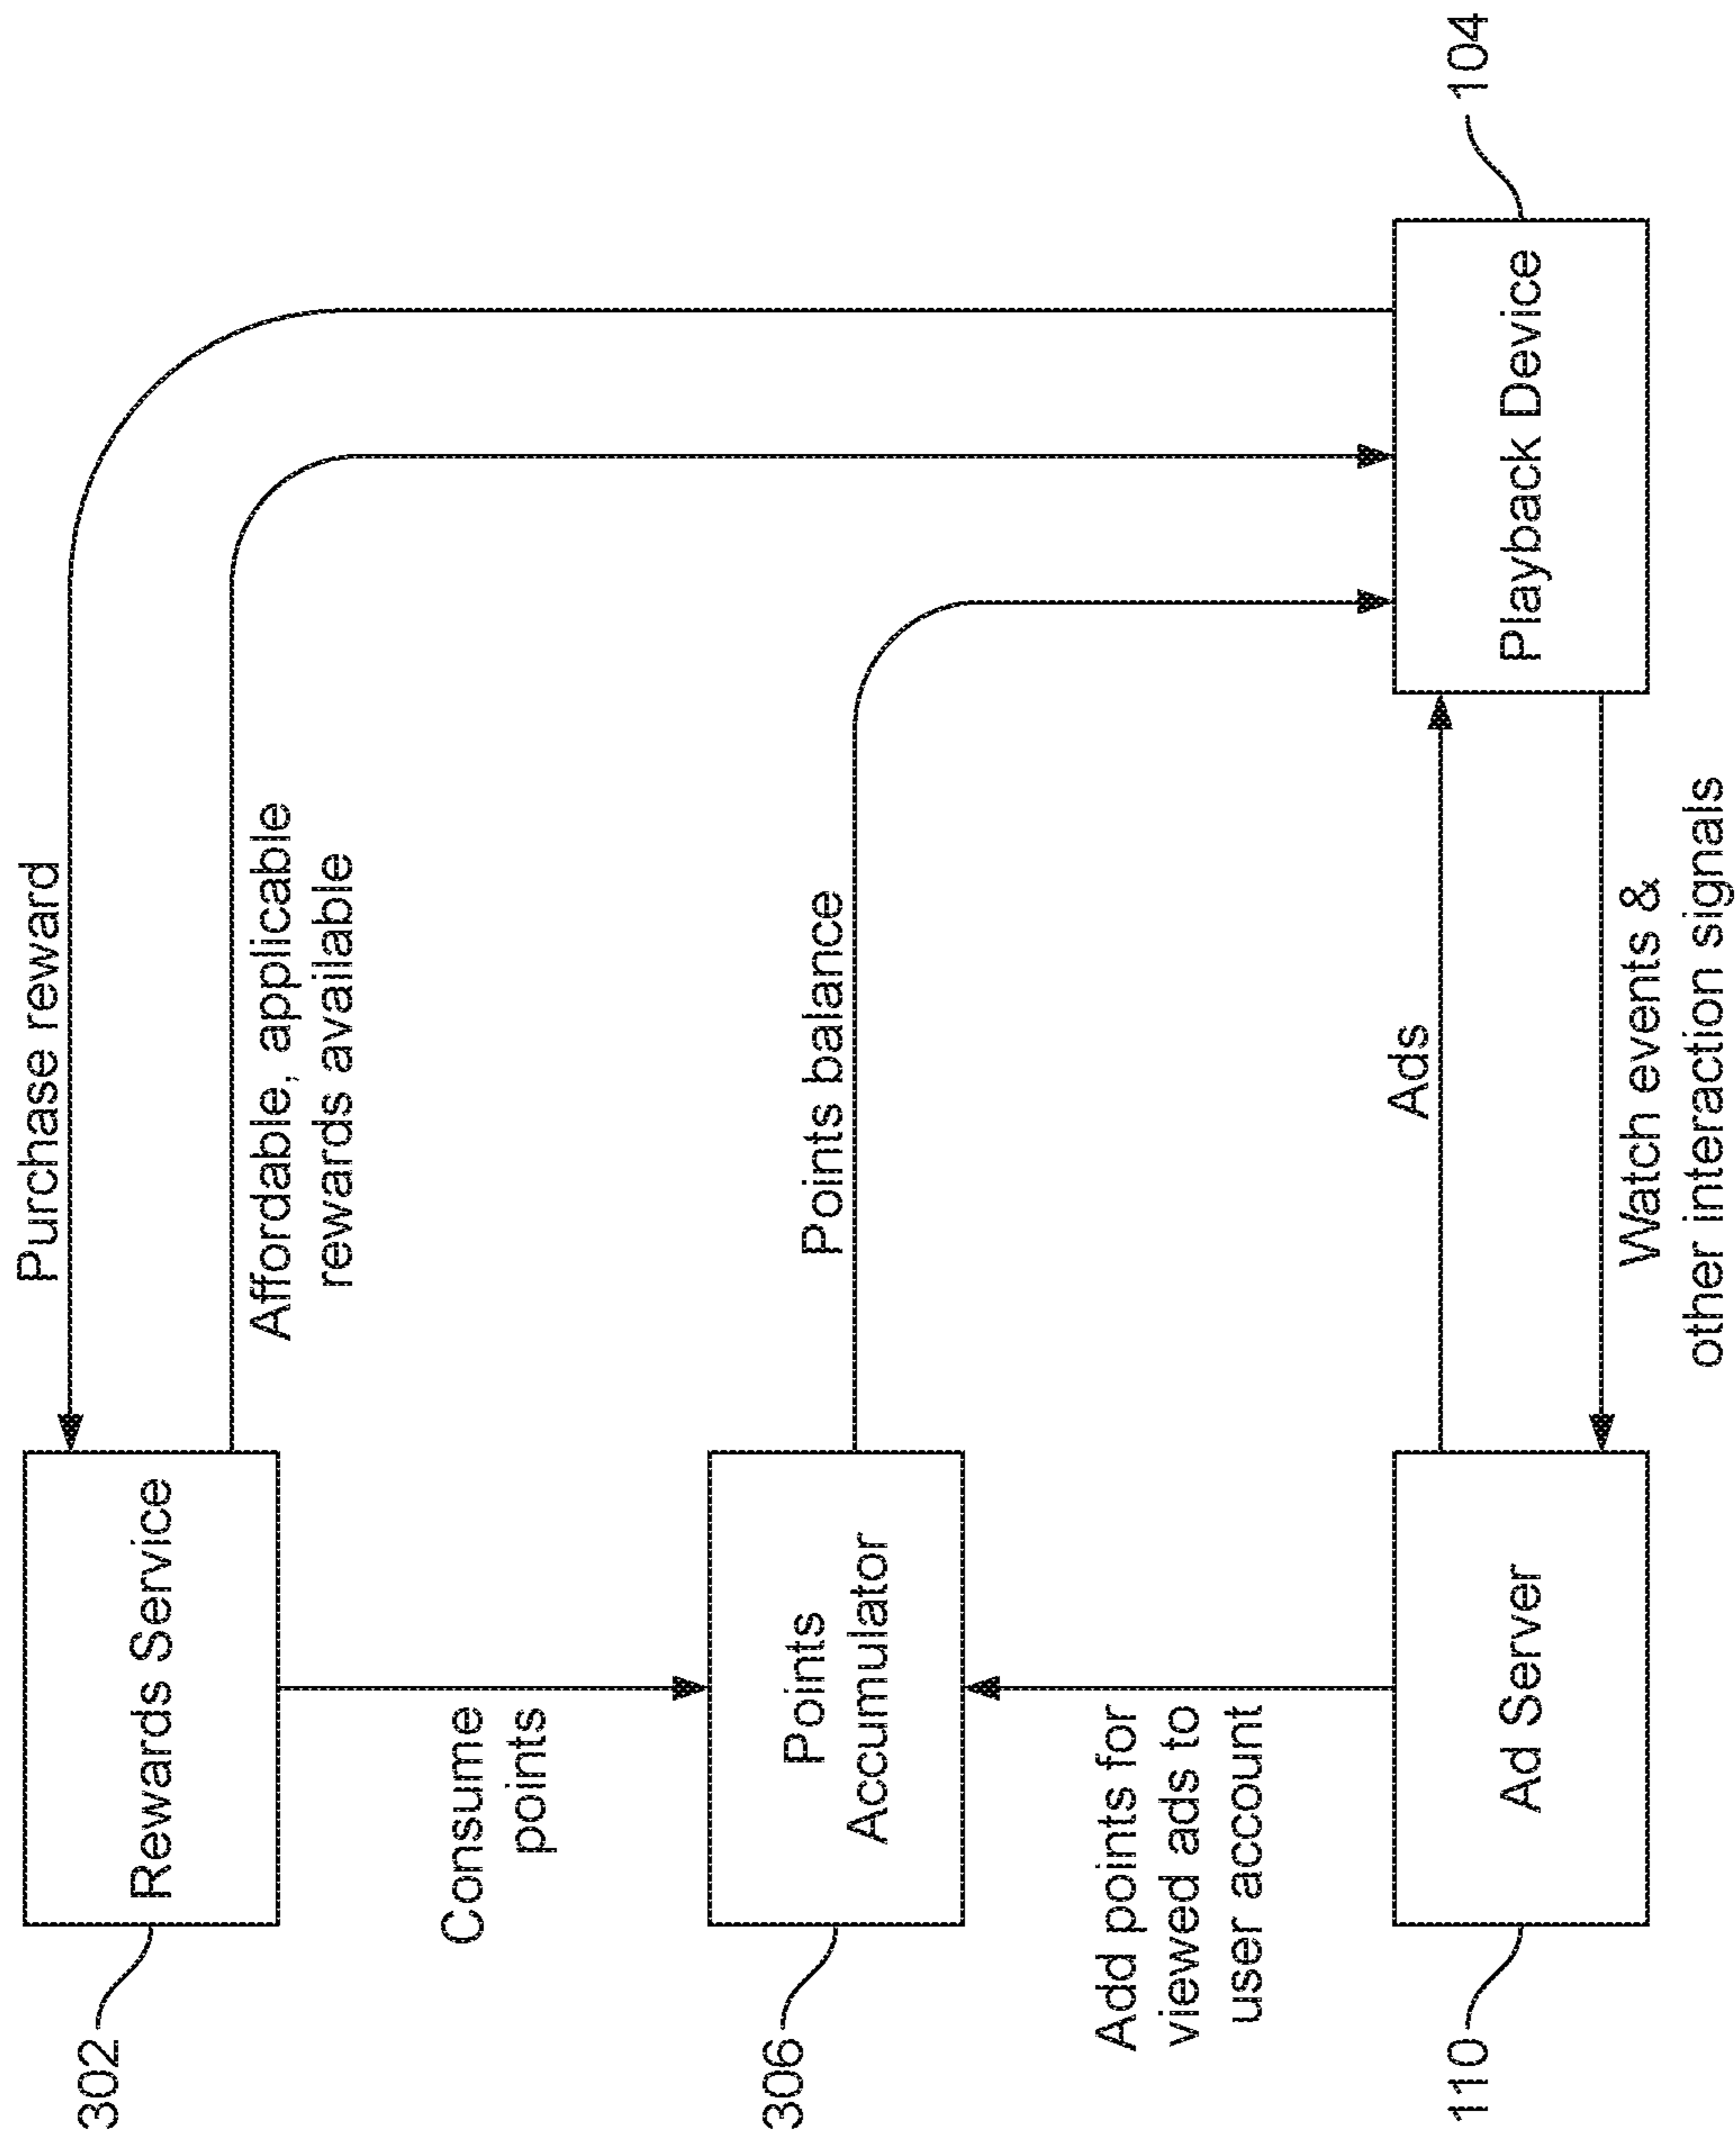 Purchase reward
302
Rewards Service
Affordable, applicable
rewards available
Consume
points
306
Points
Accumulator
Points balance
Add points for
viewed ads to
user account
Ads
110
Ad Server
Playback Device
104
Watch events &
other interaction signals